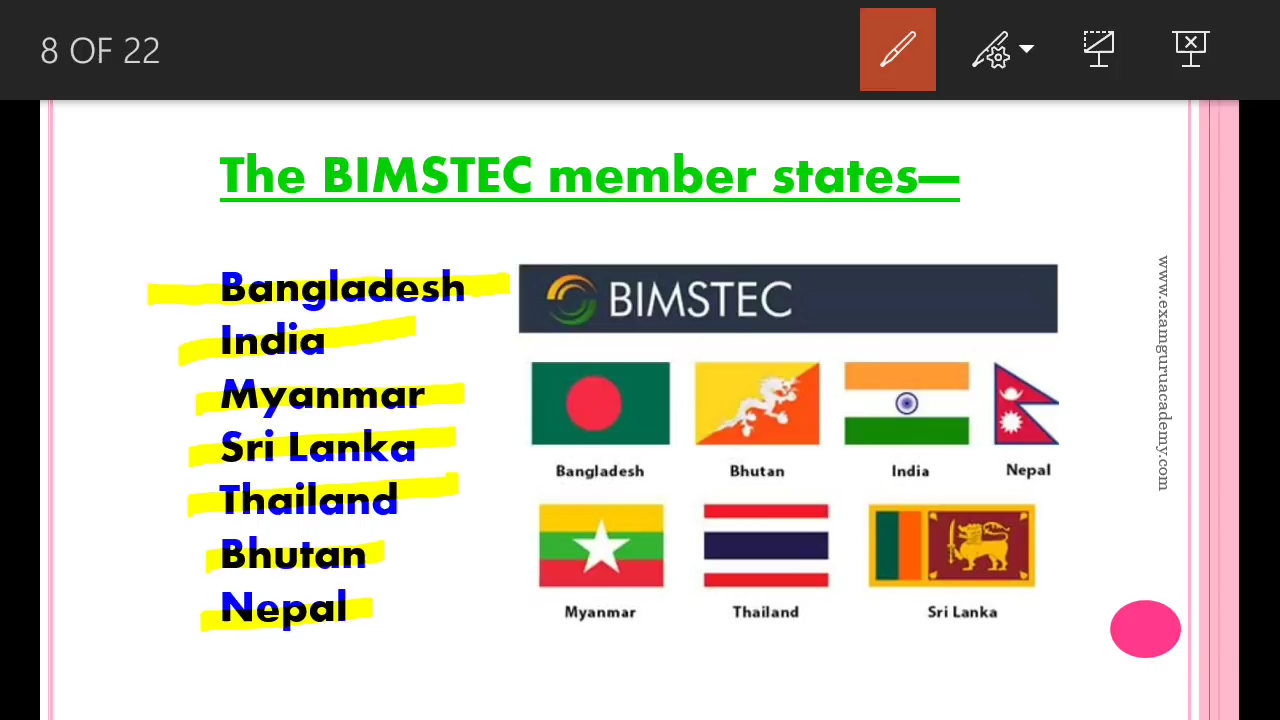 8 OF 22
The BIMSTEC member states—
Bangladesh
India
Myanmar
Sri Lanka
Thailand
Bhutan
Nepal
BIMSTEC
Bangladesh Bhutan India Nepal
Myanmar Thailand Sri Lanka
www.examguruacademy.com